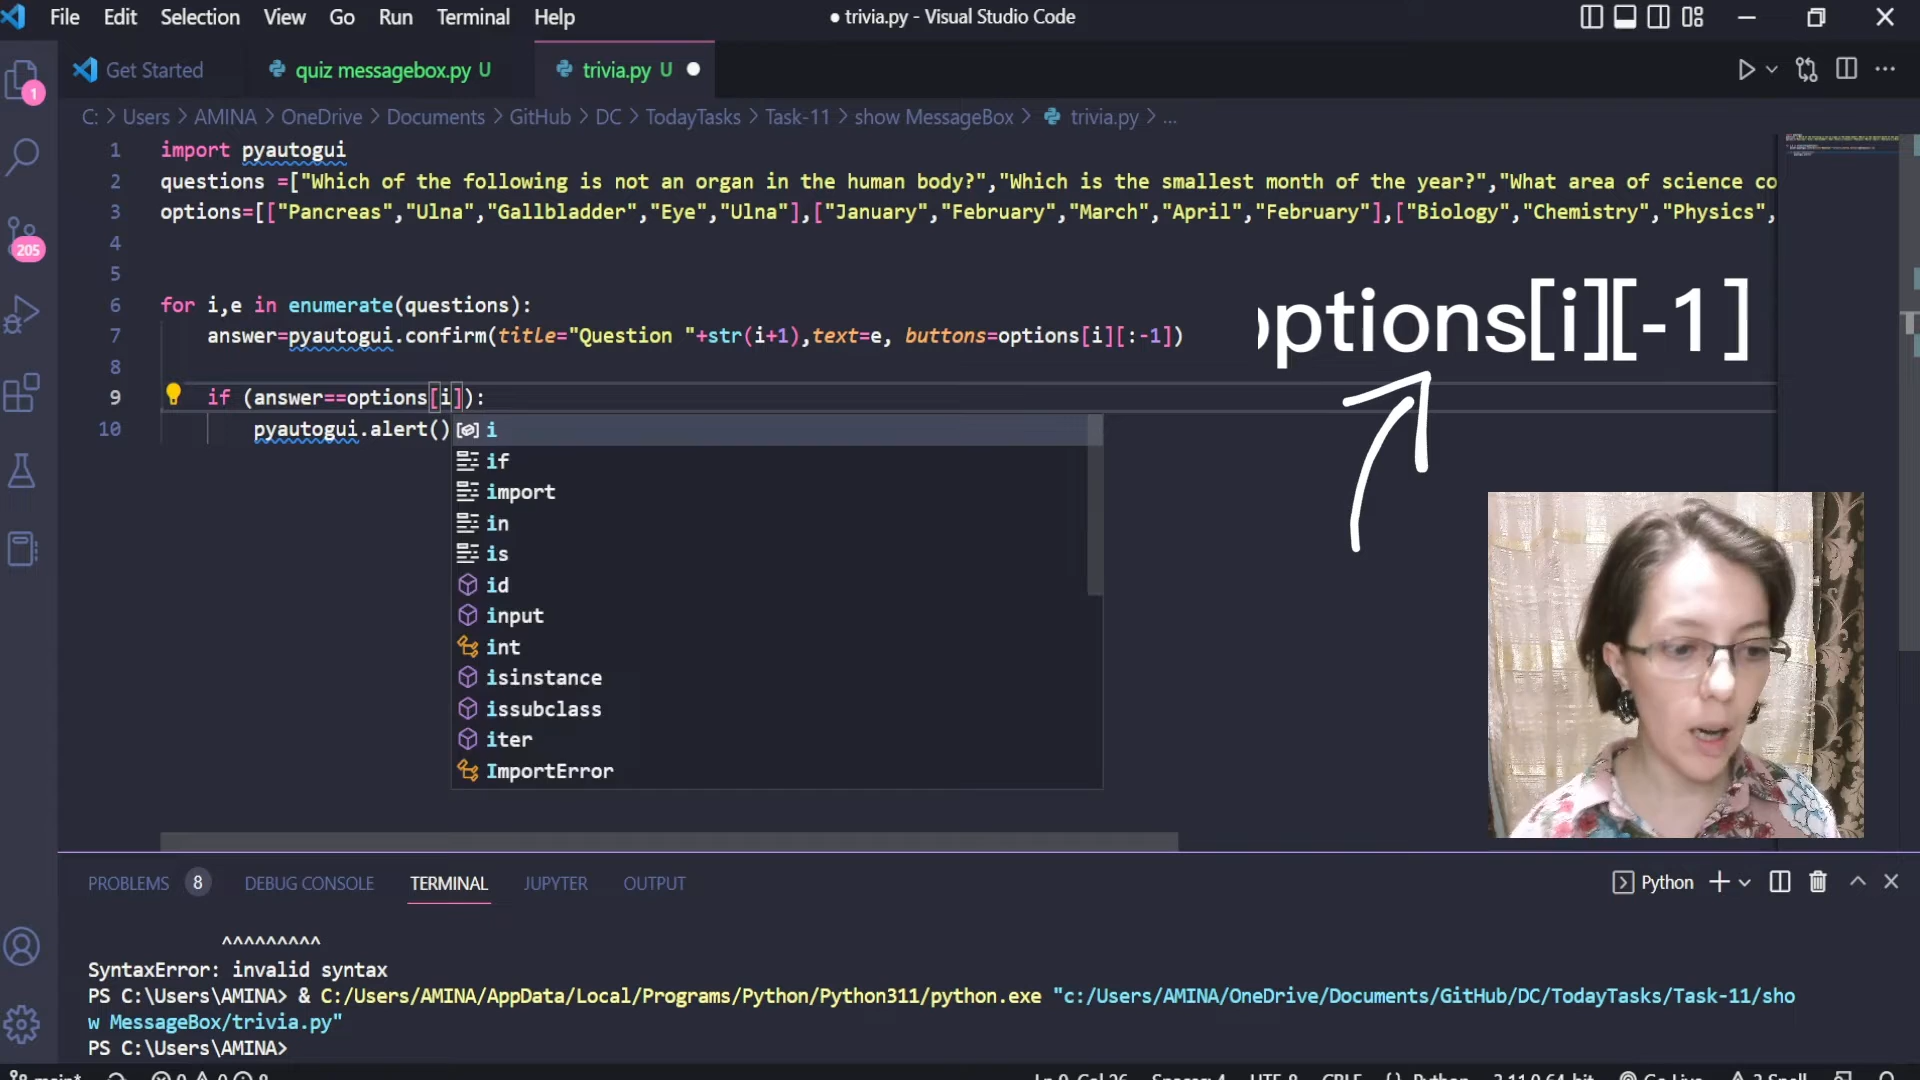 File Edit Selection View Go Run Terminal Help
● trivia.py - Visual Studio Code
Get Started
quiz messagebox.py U
trivia.py U
C: > Users > AMINA > OneDrive > Documents > GitHub > DC > TodayTasks > Task-11 > show MessageBox > trivia.py > ...
1
205
1 import pyautogui
2 questions =["Which of the following is not an organ in the human body?","Which is the smallest month of the year?","What area of science co
3 options=[["Pancreas","Ulna","Gallbladder","Eye","Ulna"],["January","February","March","April","February"],["Biology","Chemistry","Physics",
4
5
6 for i,e in enumerate(questions):
7 answer=pyautogui.confirm(title="Question "+str(i+1),text=e, buttons=options[i][:-1])
8
9 if (answer==options[i]):
10 pyautogui.alert()
options[i][-1]
i
if
import
in
is
id
input
int
isinstance
issubclass
iter
ImportError
PROBLEMS 8 DEBUG CONSOLE TERMINAL JUPYTER OUTPUT
Python
^^^^^^^^^
SyntaxError: invalid syntax
PS C:\Users\AMINA> & C:/Users/AMINA/AppData/Local/Programs/Python/Python311/python.exe "c:/Users/AMINA/OneDrive/Documents/GitHub/DC/TodayTasks/Task-11/sho
w MessageBox/trivia.py"
PS C:\Users\AMINA>